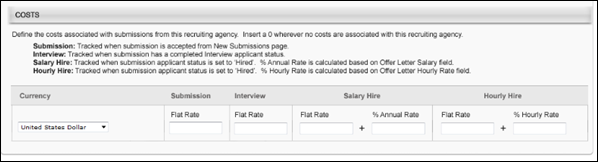 COSTS
Define the costs associated with submissions from this recruiting agency. Insert a 0 wherever no costs are associated with this recruiting agency.
Submission: Tracked when submission is accepted from New Submissions page.
Interview: Tracked when submission has a completed Interview applicant status.
Salary Hire: Tracked when submission applicant status is set to 'Hired'. % Annual Rate is calculated based on Offer Letter Salary field.
Hourly Hire: Tracked when submission applicant status is set to 'Hired'. % Hourly Rate is calculated based on Offer Letter Hourly Rate field.
Currency Submission Interview Salary Hire Hourly Hire
Flat Rate Flat Rate Flat Rate % Annual Rate Flat Rate % Hourly Rate
United States Dollar + +